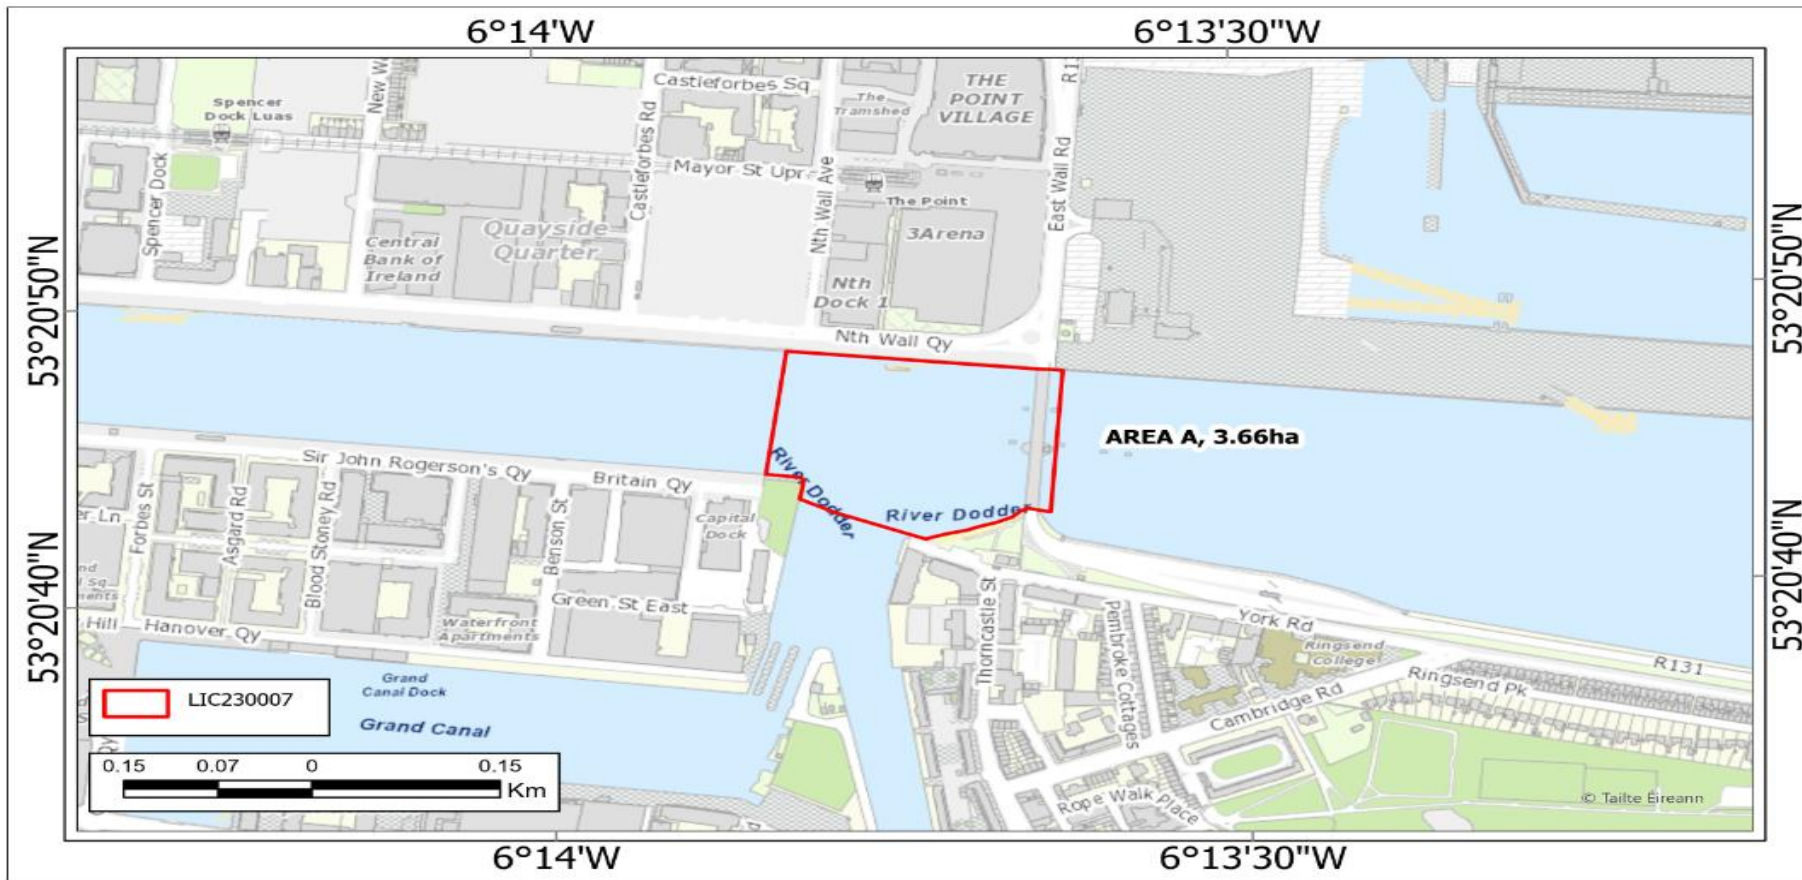 6°14'W
6°13'30"W
Castleforbes Sq
THE
POINT
VILLAGE
The
Tramshed
Spencer
Dock Luas
Castleforbes Rd
East Wall Rd
Mayor St Upr
Nth Wall Ave
The Point
Spencer Dock
Quayside
Quarter
3Arena
Central
Bank of
Ireland
Nth
Dock 1
53°20'50"N
53°20'50"N
Nth Wall Qy
AREA A, 3.66ha
Sir John Rogerson's Qy
Britain Qy
River Dodder
River Dodder
Forbes St
Asgard Rd
Blood Stoney Rd
Benson St
Capital
Dock
53°20'40"N
53°20'40"N
Green St East
Waterfront
Apartments
Hanover Qy
Thorncastle St
Pembroke Cottages
York Rd
Ringsend
College
R131
Ringsend Pk
Cambridge Rd
Grand
Canal Dock
Grand Canal
LIC230007
0.15 0.07 0 0.15
Km
Rope Walk Place
© Tailte Éireann
6°14'W
6°13'30"W